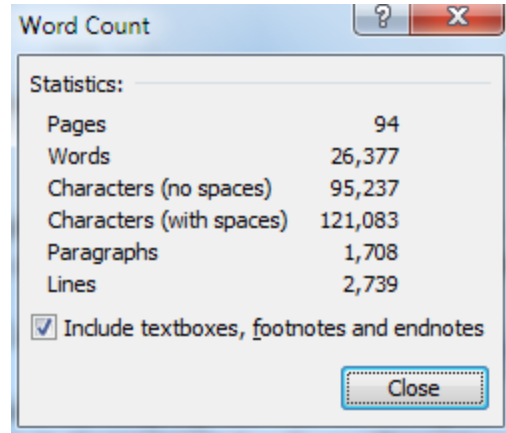 Word Count
?
X
Statistics:
Pages 94
Words 26,377
Characters (no spaces) 95,237
Characters (with spaces) 121,083
Paragraphs 1,708
Lines 2,739
Include textboxes, footnotes and endnotes
Close